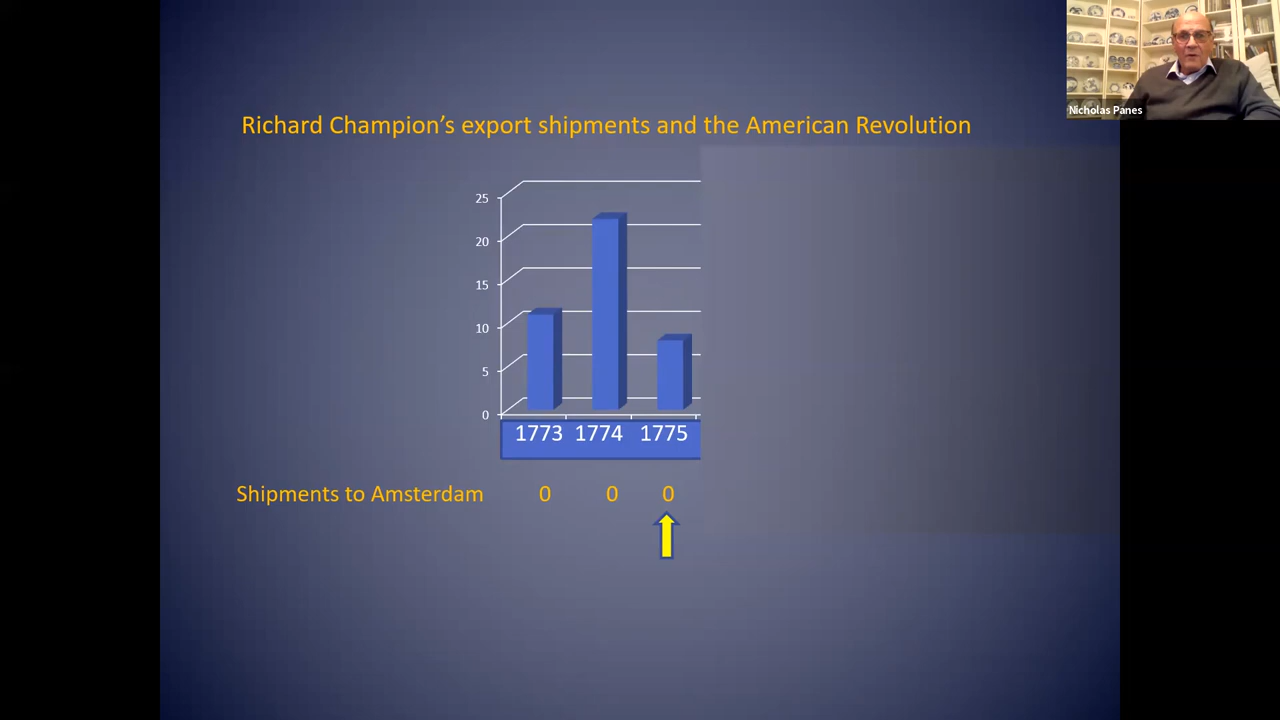 Nicholas Panes
Richard Champion's export shipments and the American Revolution
25
20
15
10
5
0
1773 1774 1775
Shipments to Amsterdam 0 0 0